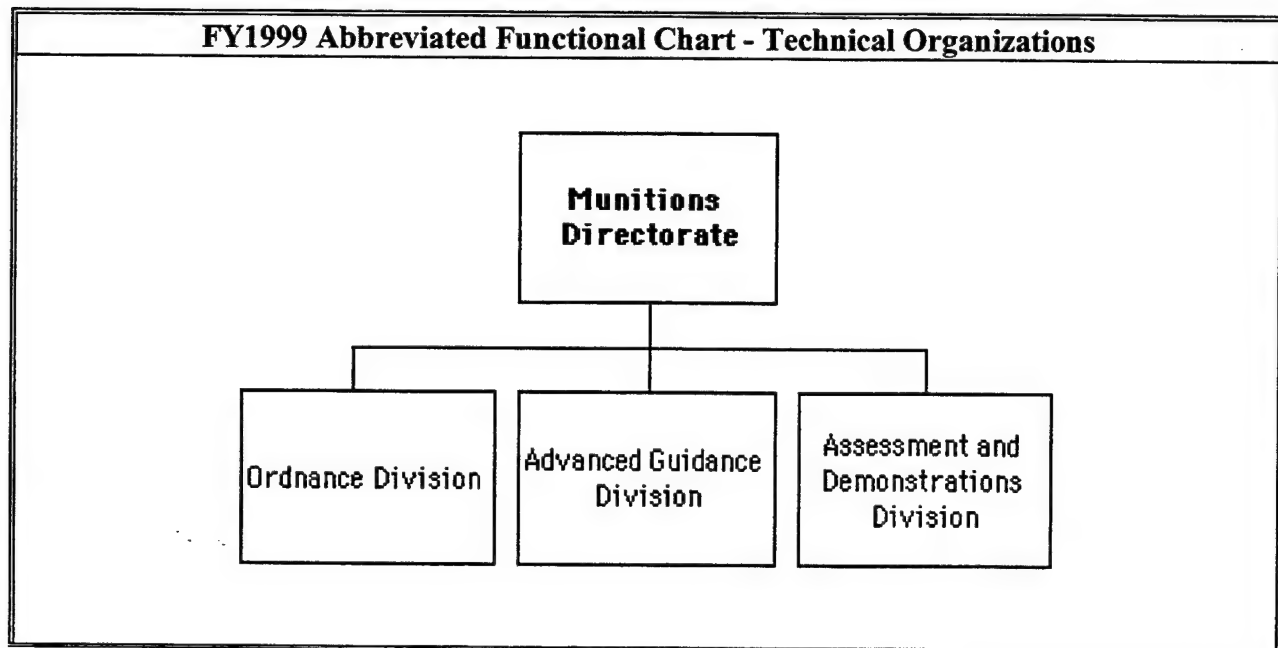 FY1999 Abbreviated Functional Chart - Technical Organizations
Munitions
Directorate
Ordnance Division
Advanced Guidance
Division
Assessment and
Demonstrations
Division